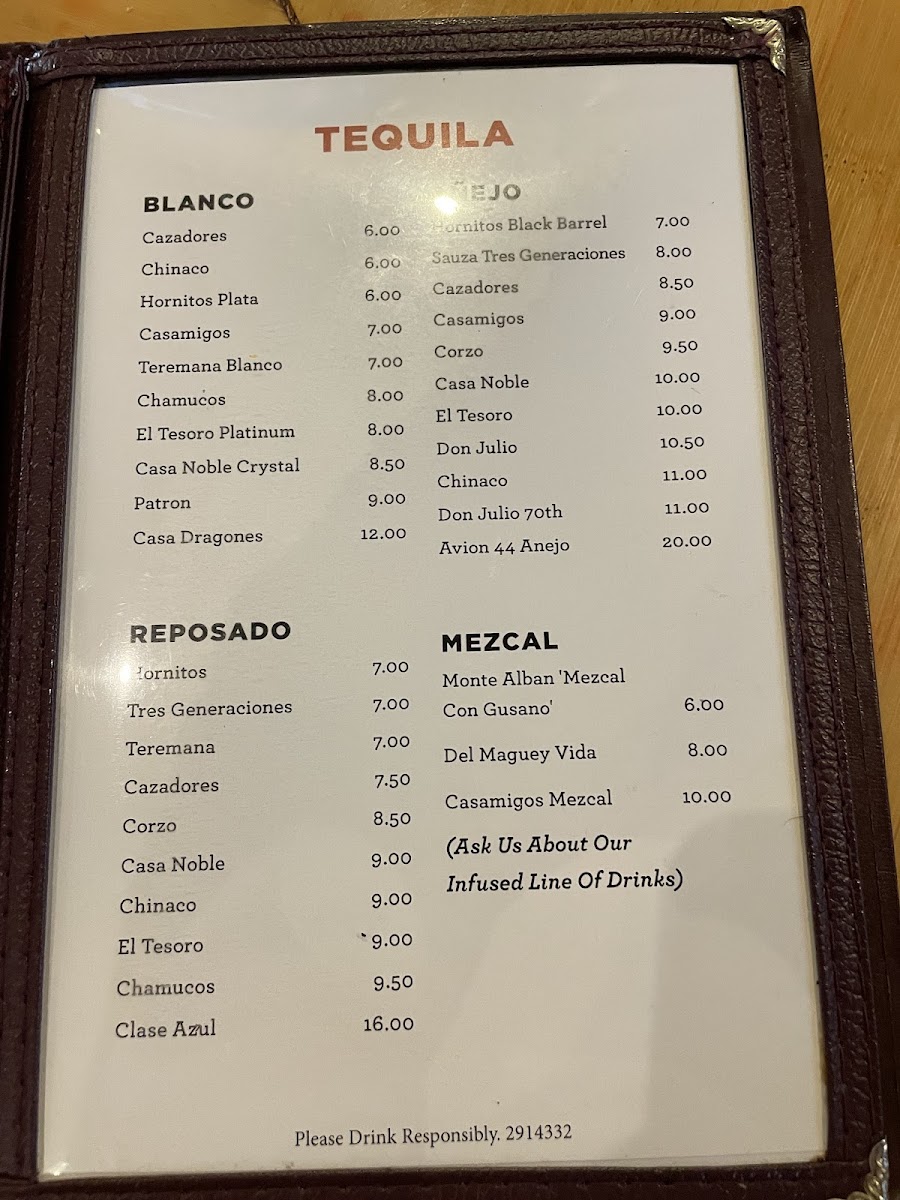 TEQUILA
BLANCO
Cazadores 6.00
Chinaco 6.00
Hornitos Plata 6.00
Casamigos 7.00
Teremana Blanco 7.00
Chamucos 8.00
El Tesoro Platinum 8.00
Casa Noble Crystal 8.50
Patron 9.00
Casa Dragones 12.00
REPOSADO
Hornitos 7.00
Tres Generaciones 7.00
Teremana 7.00
Cazadores 7.50
Corzo 8.50
Casa Noble 9.00
Chinaco 9.00
El Tesoro 9.00
Chamucos 9.50
Clase Azul 16.00
AÑEJO
Hornitos Black Barrel 7.00
Sauza Tres Generaciones 8.00
Cazadores 8.50
Casamigos 9.00
Corzo 9.50
Casa Noble 10.00
El Tesoro 10.00
Don Julio 10.50
Chinaco 11.00
Don Julio 70th 11.00
Avion 44 Anejo 20.00
MEZCAL
Monte Alban 'Mezcal
Con Gusano' 6.00
Del Maguey Vida 8.00
Casamigos Mezcal 10.00
(Ask Us About Our
Infused Line Of Drinks)
Please Drink Responsibly. 2914332